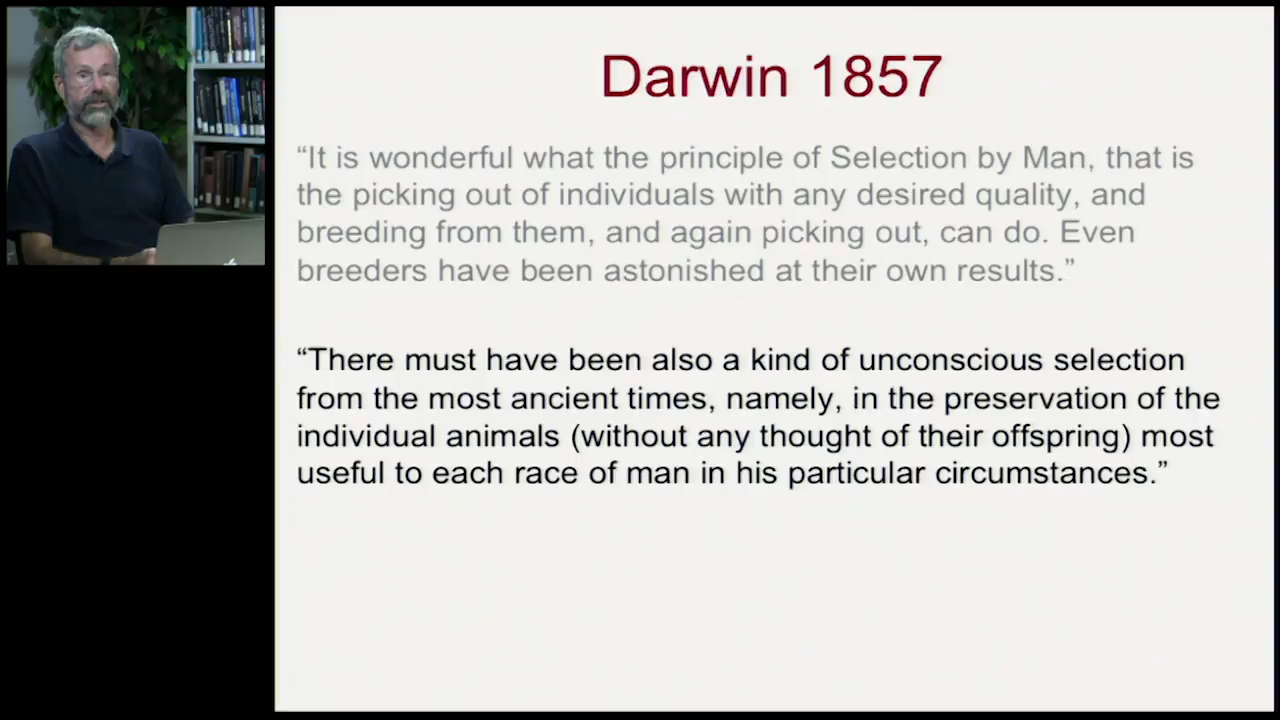 Darwin 1857
“It is wonderful what the principle of Selection by Man, that is
the picking out of individuals with any desired quality, and
breeding from them, and again picking out, can do. Even
breeders have been astonished at their own results.”
“There must have been also a kind of unconscious selection
from the most ancient times, namely, in the preservation of the
individual animals (without any thought of their offspring) most
useful to each race of man in his particular circumstances.”